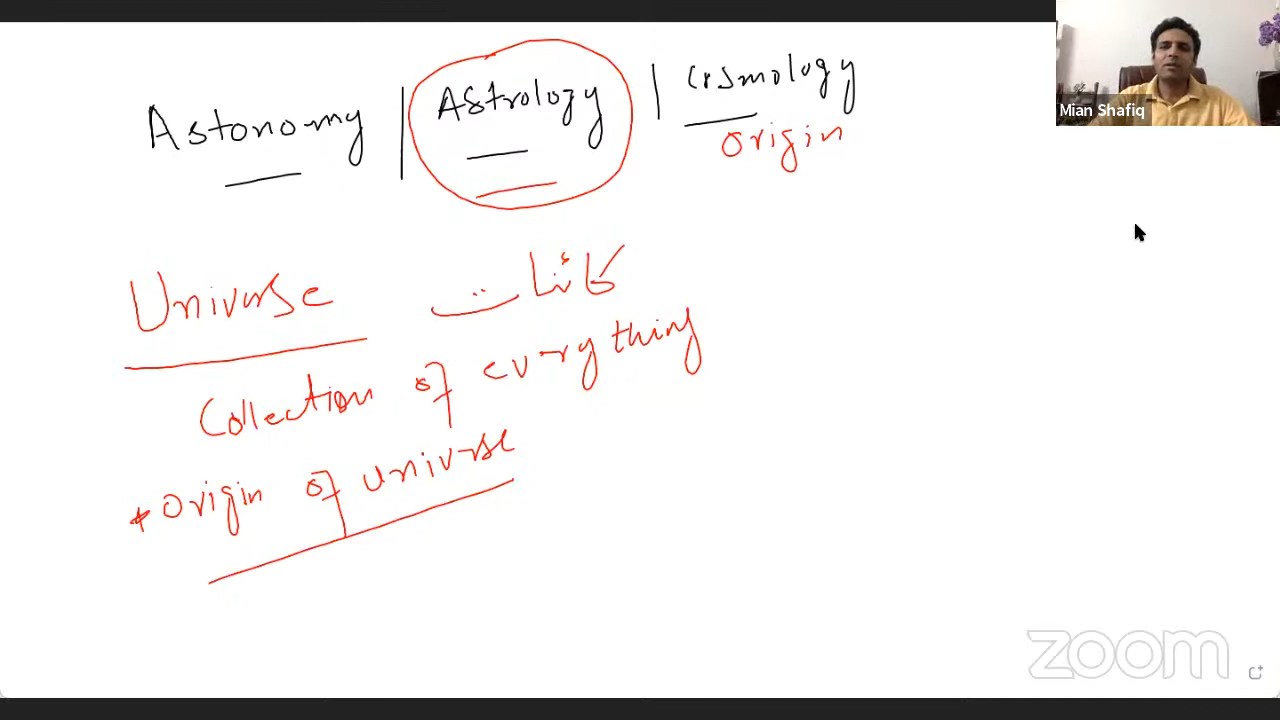 Astonomy | Astrology | Cosmology
origin
Mian Shafiq
Universe کائنات
Collection of everything
* origin of universe
zoom